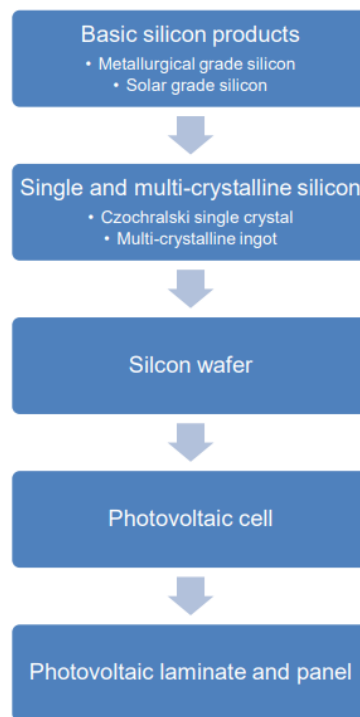 Basic silicon products
• Metallurgical grade silicon
• Solar grade silicon
Single and multi-crystalline silicon
• Czochralski single crystal
• Multi-crystalline ingot
Silcon wafer
Photovoltaic cell
Photovoltaic laminate and panel